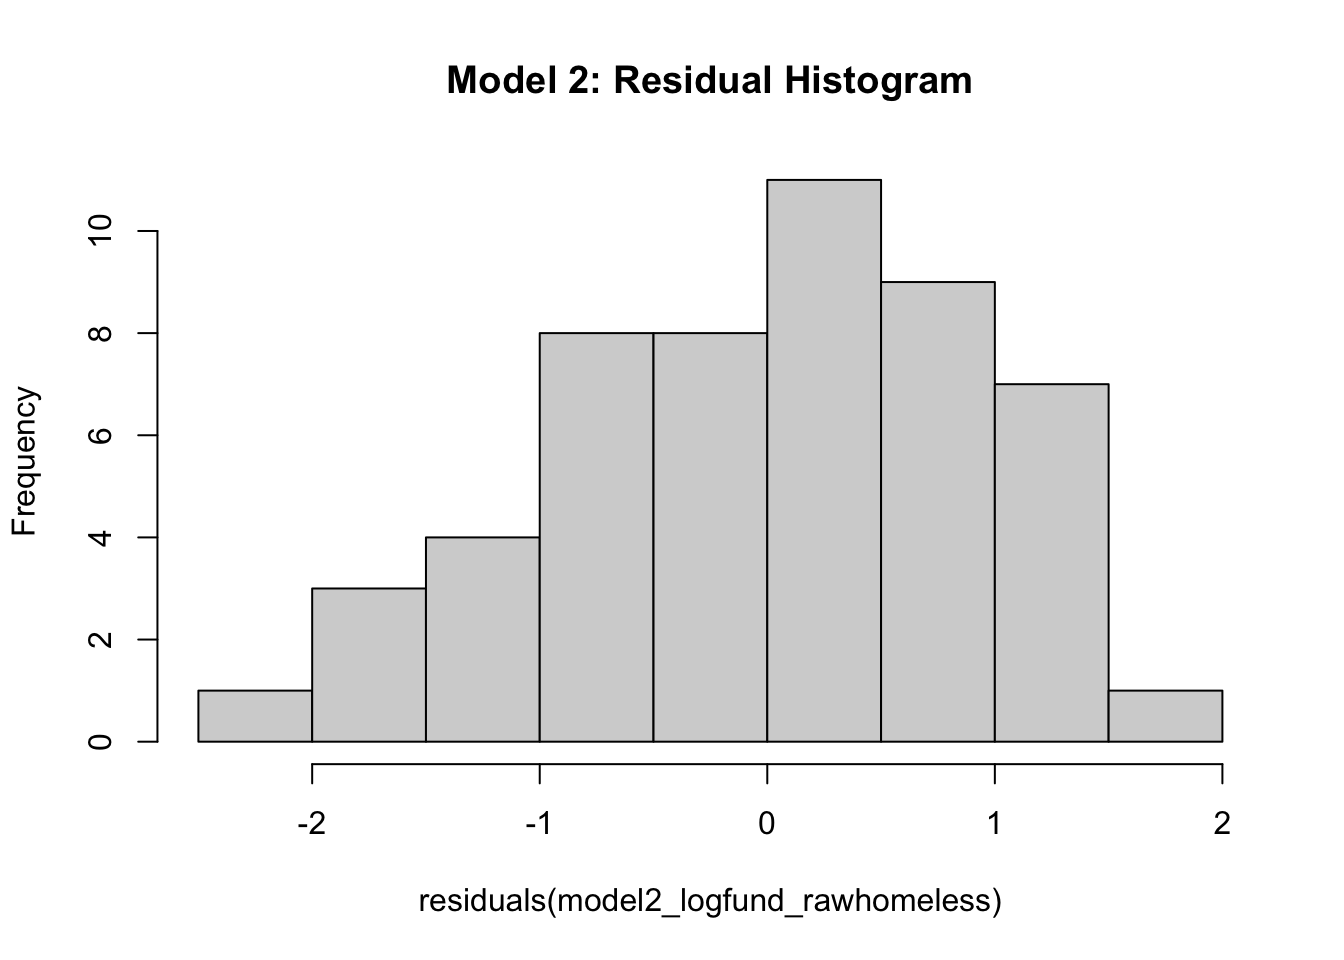 Model 2: Residual Histogram
Frequency
10
8
6
4
2
0
-2 -1 0 1 2
residuals(model2_logfund_rawhomeless)